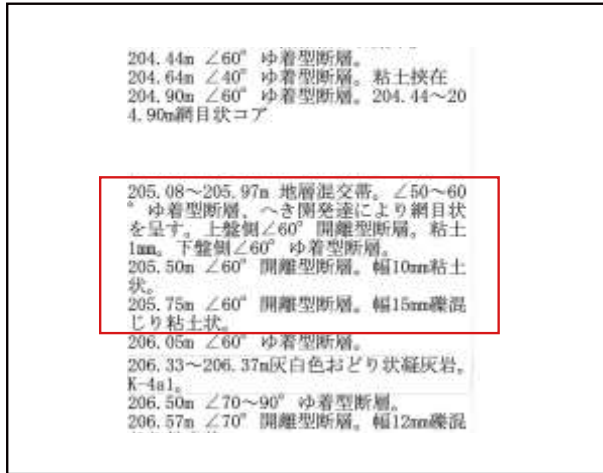 204.44m ∠60° ゆ着型断層。
204.64m ∠40° ゆ着型断層。粘土挟在
204.90m ∠60° ゆ着型断層。204.44～20
4.90m網目状コア
205.08～205.97m 地層混交帯。∠50～60
° ゆ着型断層、へき開発達により網目状
を呈す。上盤側∠60° 開離型断層。粘土
1mm。下盤側∠60° ゆ着型断層。
205.50m ∠60° 開離型断層。幅10mm粘土
状。
205.75m ∠60° 開離型断層。幅15mm礫混
じり粘土状。
206.05m ∠60° ゆ着型断層。
206.33～206.37m灰白色おどり状凝灰岩。
K-4a1。
206.50m ∠70～90° ゆ着型断層。
206.57m ∠70° 開離型断層。幅12mm礫混